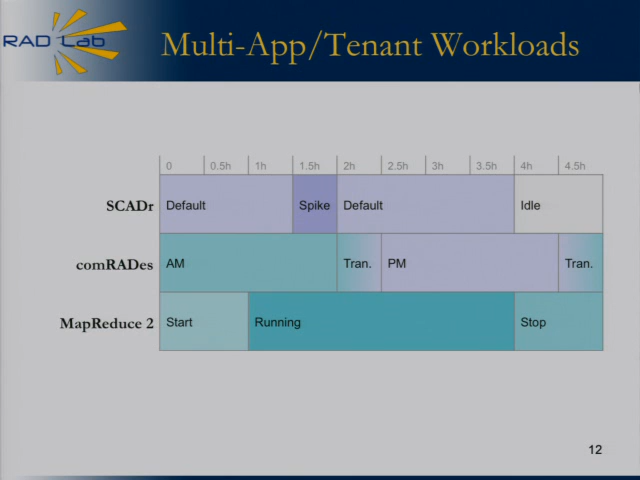 RAD Lab
Multi-App/Tenant Workloads
0 0.5h 1h 1.5h 2h 2.5h 3h 3.5h 4h 4.5h
SCADr Default Spike Default Idle
comRADes AM Tran. PM Tran.
MapReduce 2 Start Running Stop
12